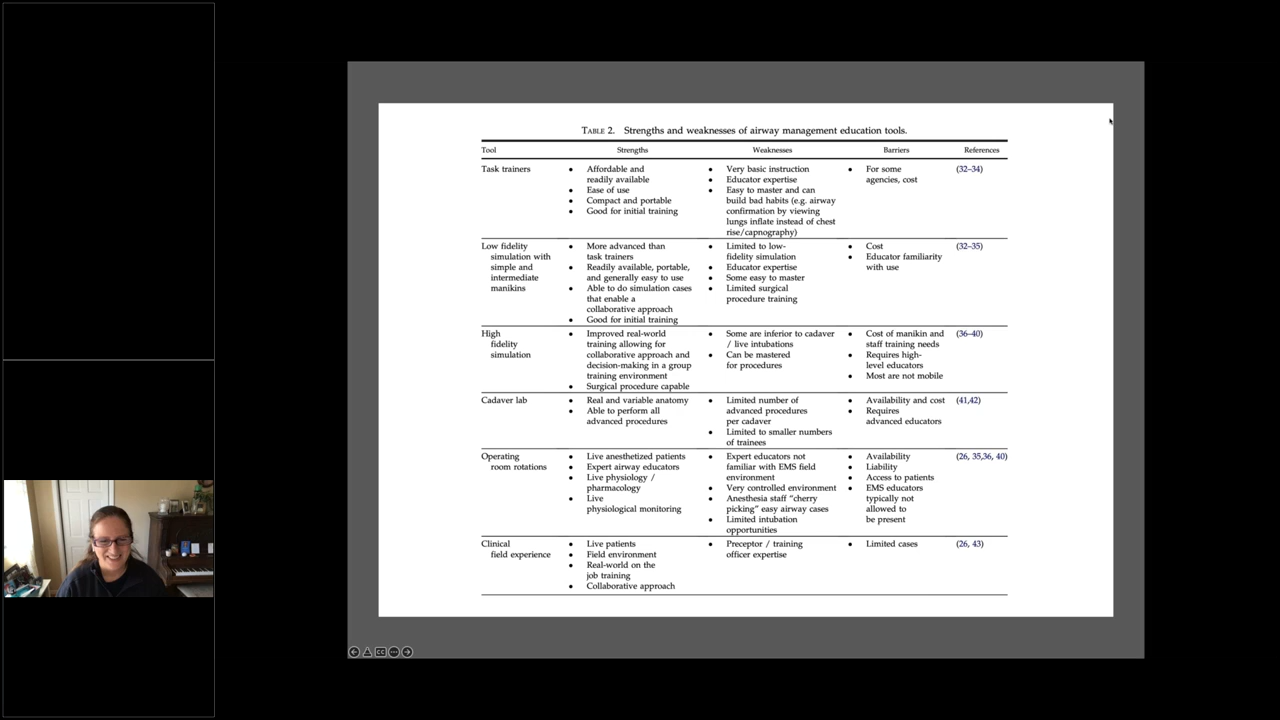 TABLE 2. Strengths and weaknesses of airway management education tools.
Tool Strengths Weaknesses Barriers References
Task trainers
• Affordable and
readily available
• Ease of use
• Compact and portable
• Good for initial training
• Very basic instruction
• Educator expertise
• Easy to master and can
build bad habits (e.g. airway
confirmation by viewing
lungs inflate instead of chest
rise/capnography)
• For some
agencies, cost
(32–34)
Low fidelity
simulation with
simple and
intermediate
manikins
• More advanced than
task trainers
• Readily available, portable,
and generally easy to use
• Able to do simulation cases
that enable a
collaborative approach
• Good for initial training
• Limited to low-
fidelity simulation
• Educator expertise
• Some easy to master
• Limited surgical
procedure training
• Cost
• Educator familiarity
with use
(32–35)
High
fidelity
simulation
• Improved real-world
training allowing for
collaborative approach and
decision-making in a group
training environment
• Surgical procedure capable
• Some are inferior to cadaver
/ live intubations
• Can be mastered
for procedures
• Cost of manikin and
staff training needs
• Requires high-
level educators
• Most are not mobile
(36–40)
Cadaver lab
• Real and variable anatomy
• Able to perform all
advanced procedures
• Limited number of
advanced procedures
per cadaver
• Limited to smaller numbers
of trainees
• Availability and cost
• Requires
advanced educators
(41,42)
Operating
room rotations
• Live anesthetized patients
• Expert airway educators
• Live physiology /
pharmacology
• Live
physiological monitoring
• Expert educators not
familiar with EMS field
environment
• Very controlled environment
• Anesthesia staff “cherry
picking” easy airway cases
• Limited intubation
opportunities
• Availability
• Liability
• Access to patients
• EMS educators
typically not
allowed to
be present
(26, 35,36, 40)
Clinical
field experience
• Live patients
• Field environment
• Real-world on the
job training
• Collaborative approach
• Preceptor / training
officer expertise
• Limited cases
(26, 43)
CC